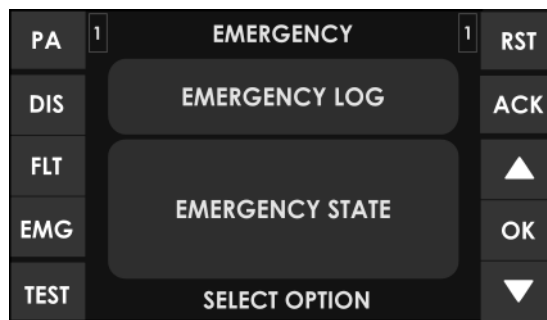 PA
1
EMERGENCY
1
RST
DIS
EMERGENCY LOG
ACK
FLT
EMERGENCY STATE
EMG
OK
TEST
SELECT OPTION